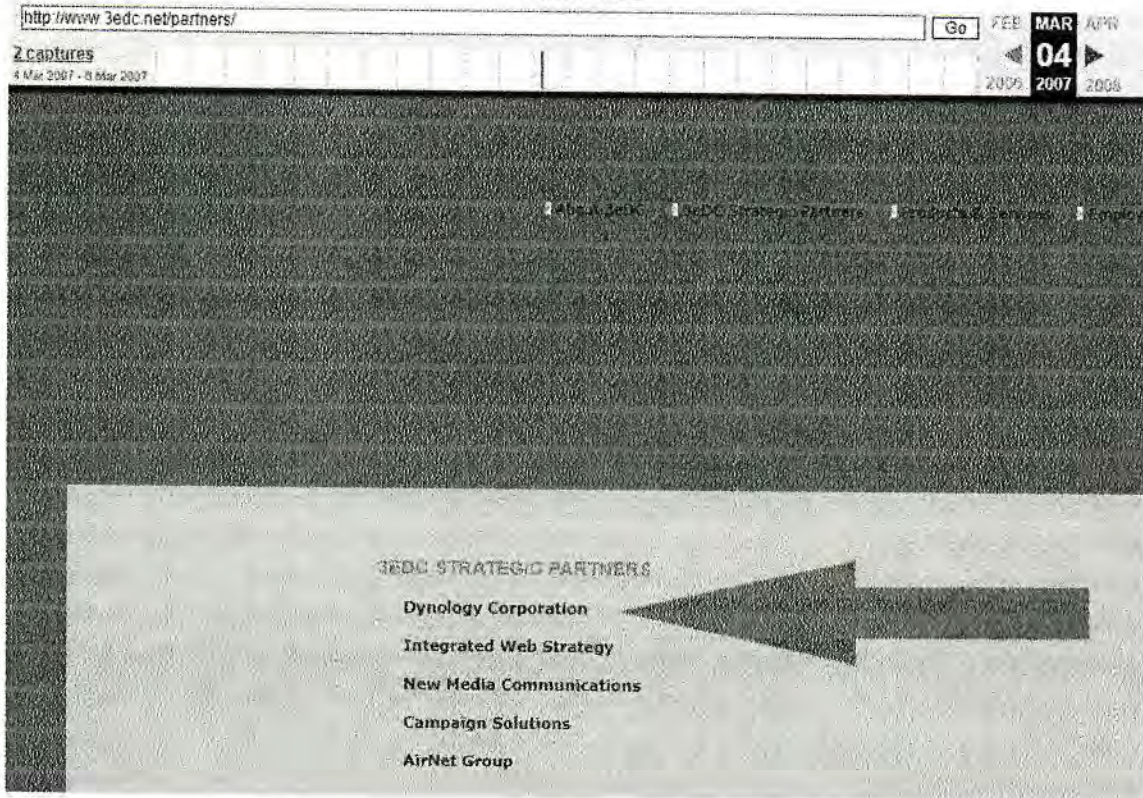 http://www.3edc.net/partners/
Go
FEB MAR APR
2 captures
4 Mar 2007 - 8 Mar 2007
04
2006 2007 2008
About 3eDC 3eDC Strategic Partners Products & Services Emplo
3EDC STRATEGIC PARTNERS
Dynology Corporation
Integrated Web Strategy
New Media Communications
Campaign Solutions
AirNet Group